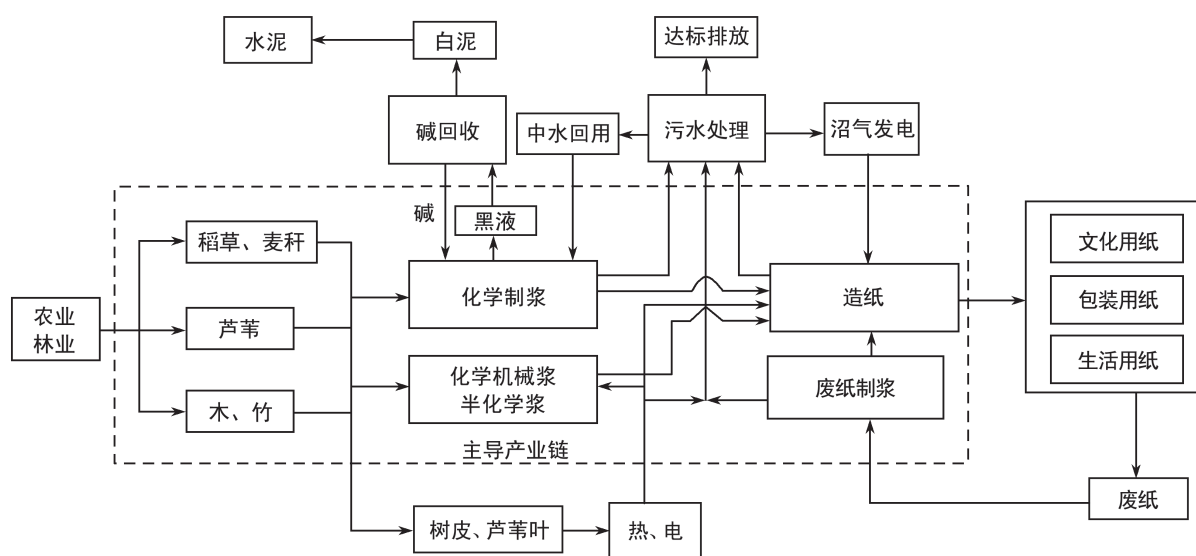 水泥
白泥
达标排放
碱回收
中水回用
污水处理
沼气发电
碱
黑液
稻草、麦秆
化学制浆
造纸
文化用纸
包装用纸
生活用纸
农业
林业
芦苇
化学机械浆
半化学浆
废纸制浆
木、竹
主导产业链
树皮、芦苇叶
热、电
废纸